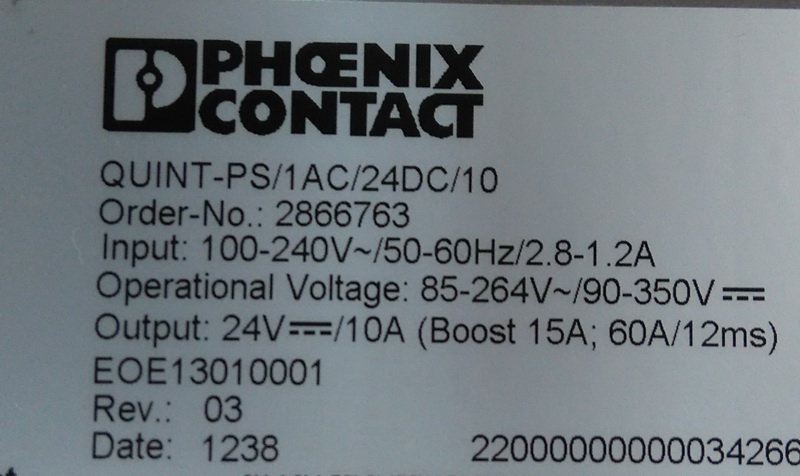 PHŒNIX
CONTACT
QUINT-PS/1AC/24DC/10
Order-No.: 2866763
Input: 100-240V~/50-60Hz/2.8-1.2A
Operational Voltage: 85-264V~/90-350V⎓
Output: 24V⎓/10A (Boost 15A; 60A/12ms)
EOE13010001
Rev.: 03
Date: 1238 22000000000034266